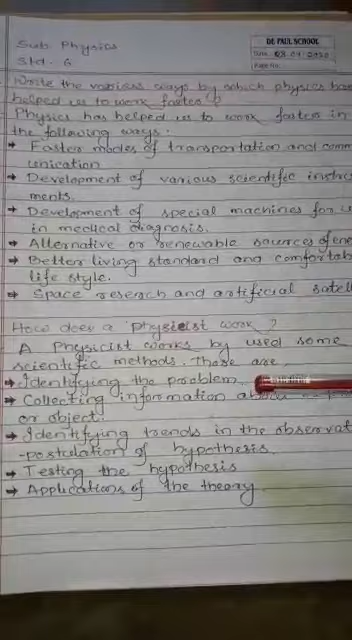 DE PAUL SCHOOL
Sub: Physics
Std - 6
Write the various ways by which physics has
helped us to work faster?
Physics has helped us to work faster in
the following ways.
→ Faster modes of transportation and comm
unication
→ Development of various scientific instru
ments.
→ Development of special machines for u
in medical diagnosis.
→ Alternative or renewable sources of ene
→ Better living standard and comfortab
life style.
→ Space reserch and artificial satell
How does a physicist work?
A Physicist works by used some
scientific methods. Those are
→ Identifying the problem.
→ Collecting information
or object.
→ Identifying trends in the observat
-postulation of hypothesis.
→ Testing the hypothesis
→ Applications of the theory